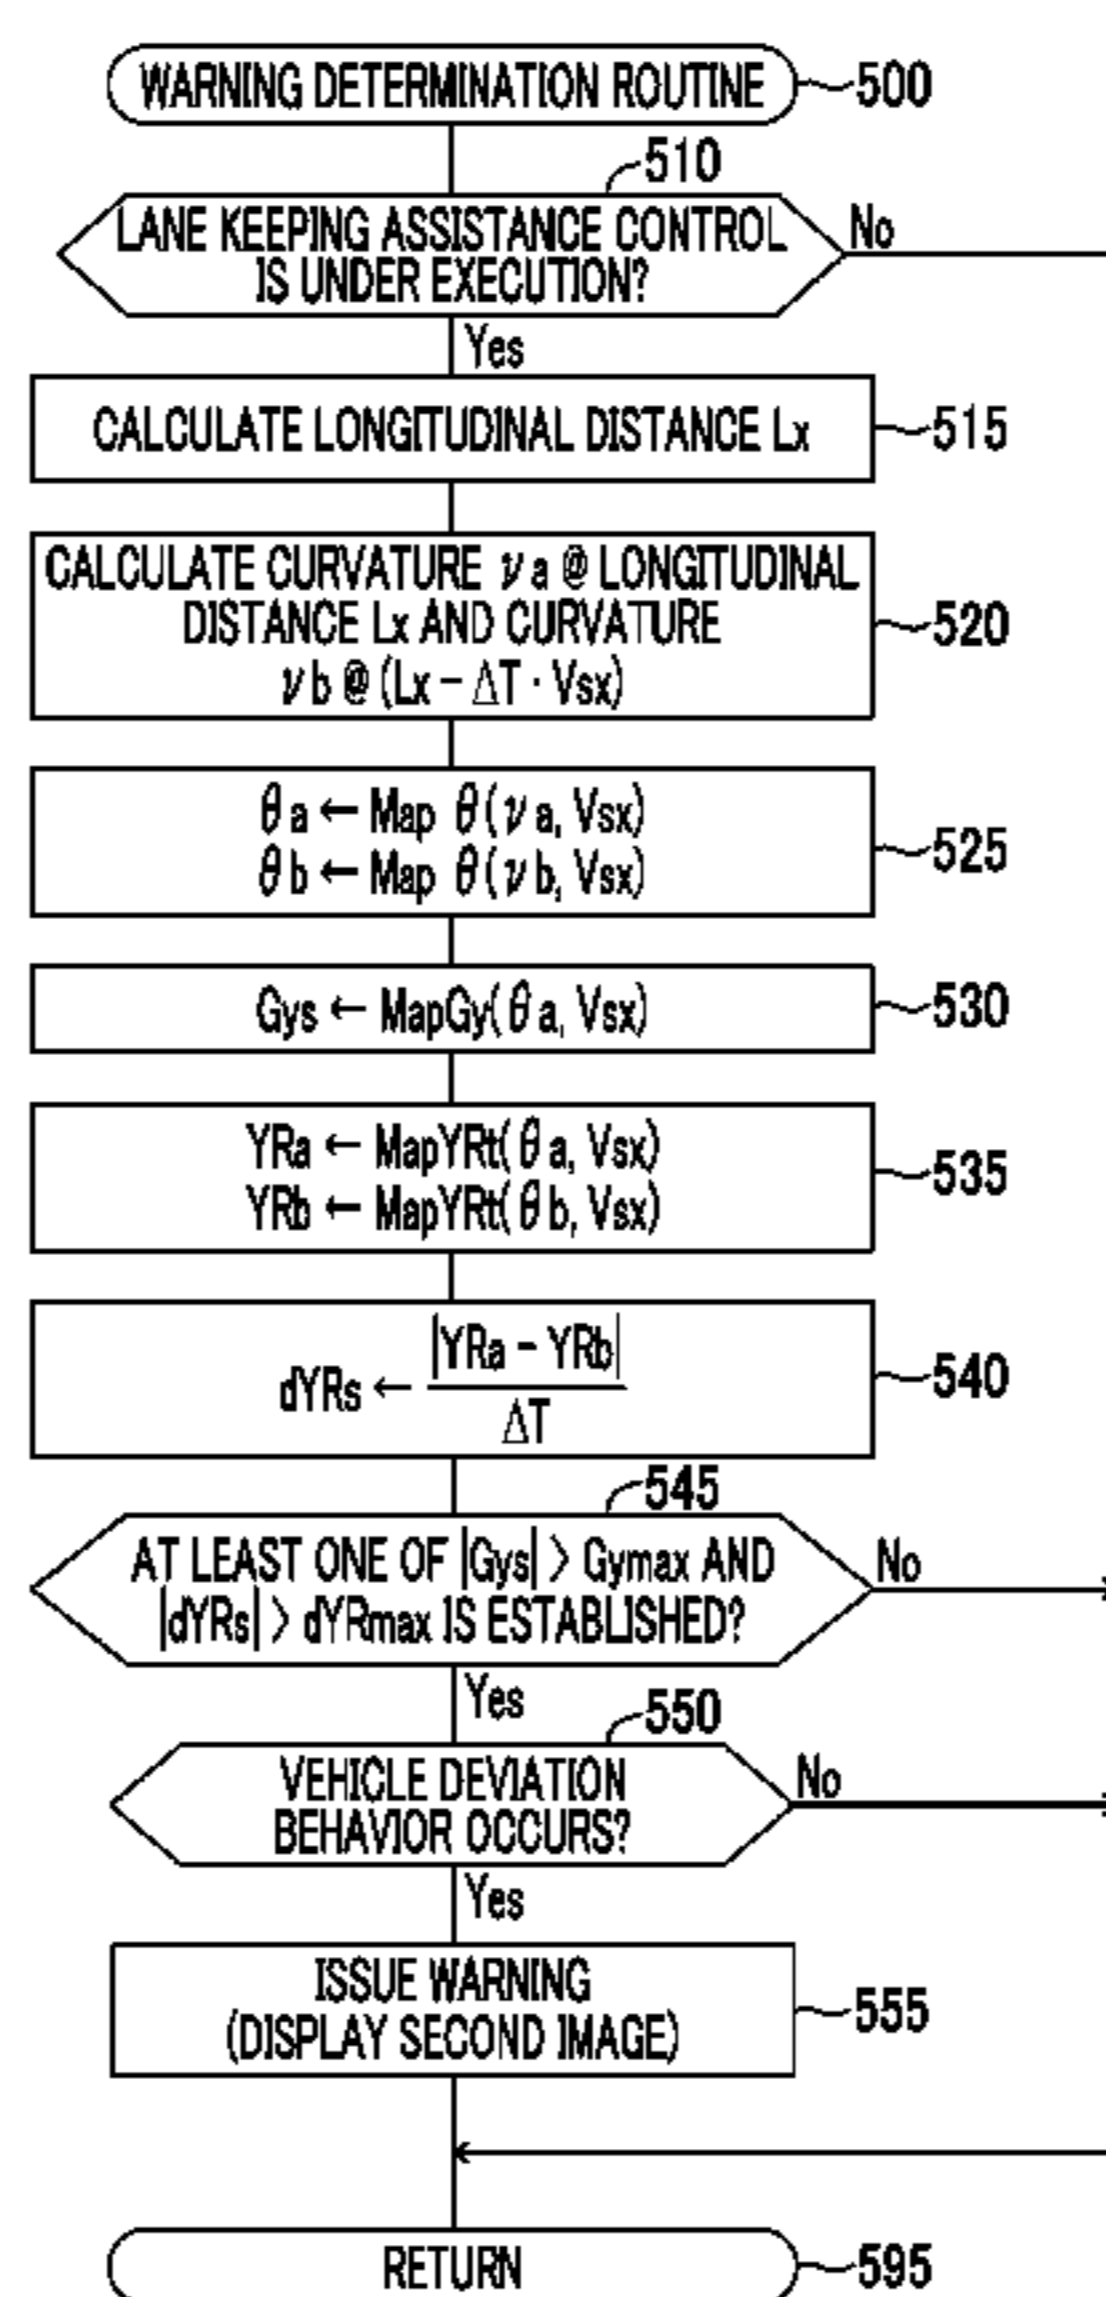 WARNING DETERMINATION ROUTINE
500
510
LANE KEEPING ASSISTANCE CONTROL
IS UNDER EXECUTION?
No
Yes
CALCULATE LONGITUDINAL DISTANCE Lx
515
CALCULATE CURVATURE νa @ LONGITUDINAL
DISTANCE Lx AND CURVATURE
νb @ (Lx − ΔT · Vsx)
520
θa ← Map θ(νa, Vsx)
θb ← Map θ(νb, Vsx)
525
Gys ← MapGy(θa, Vsx)
530
YRa ← MapYRt(θa, Vsx)
YRb ← MapYRt(θb, Vsx)
535
|YRa − YRb|
dYRs ←
ΔT
540
545
AT LEAST ONE OF |Gys| > Gymax AND
|dYRs| > dYRmax IS ESTABLISHED?
No
Yes
550
VEHICLE DEVIATION
BEHAVIOR OCCURS?
No
Yes
ISSUE WARNING
(DISPLAY SECOND IMAGE)
555
RETURN
595